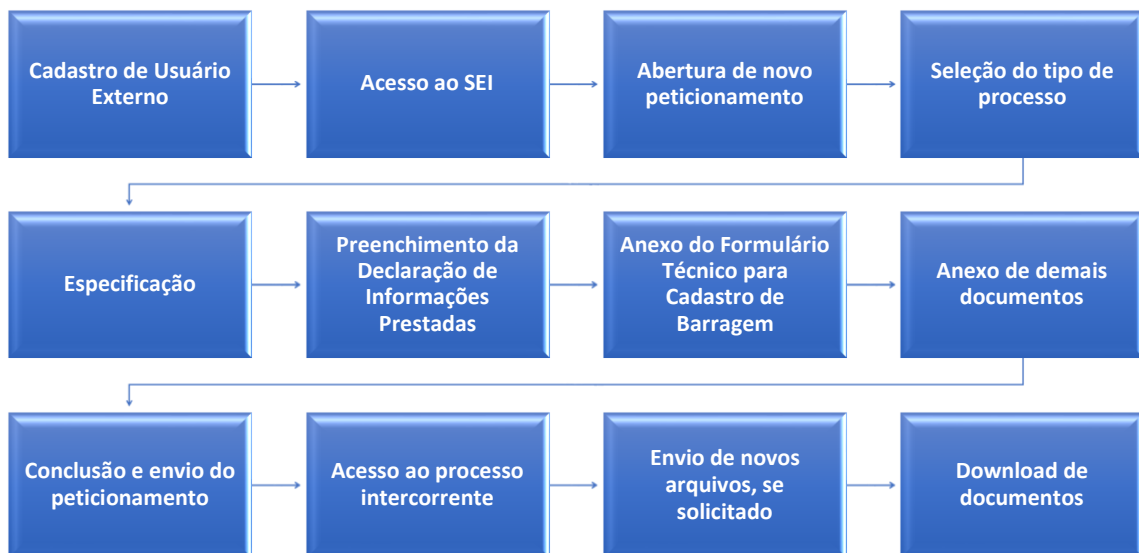 Cadastro de Usuário
Externo
Acesso ao SEI
Abertura de novo
peticionamento
Seleção do tipo de
processo
Especificação
Preenchimento da
Declaração de
Informações
Prestadas
Anexo do Formulário
Técnico para
Cadastro de
Barragem
Anexo de demais
documentos
Conclusão e envio do
peticionamento
Acesso ao processo
intercorrente
Envio de novos
arquivos, se
solicitado
Download de
documentos